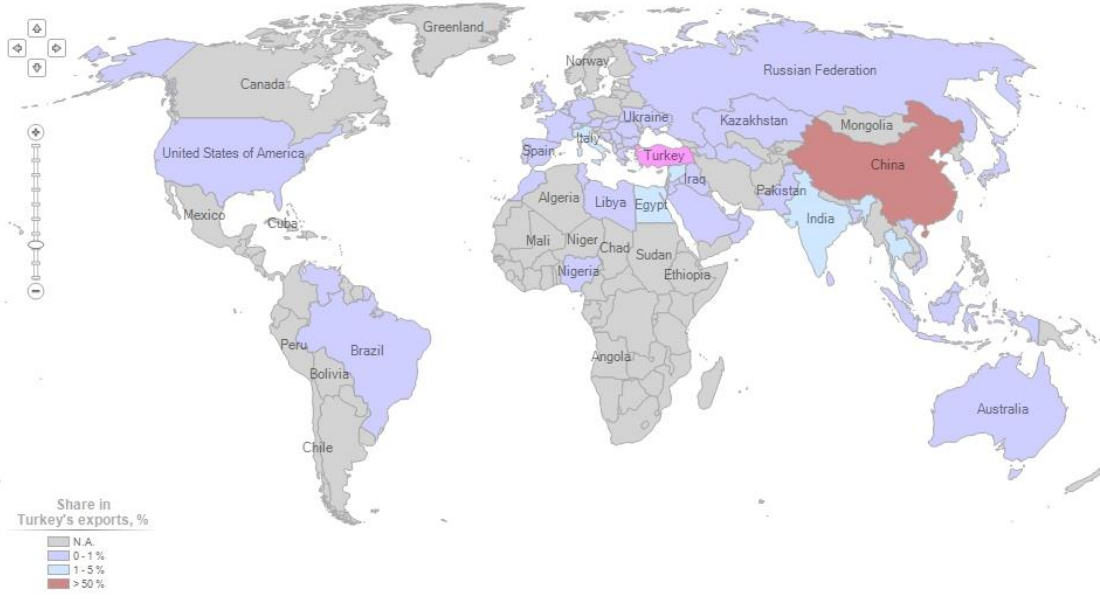 Greenland
Norway
Canada
Russian Federation
Ukraine
Kazakhstan
Mongolia
Italy
United States of America
Spain
Turkey
China
Iraq
Pakistan
Algeria
Libya
Egypt
India
Mexico
Cuba
Mali
Niger
Chad
Sudan
Nigeria
Ethiopia
Peru
Brazil
Angola
Bolivia
Australia
Chile
Share in
Turkey's exports, %
N.A.
0 - 1 %
1 - 5 %
> 50 %